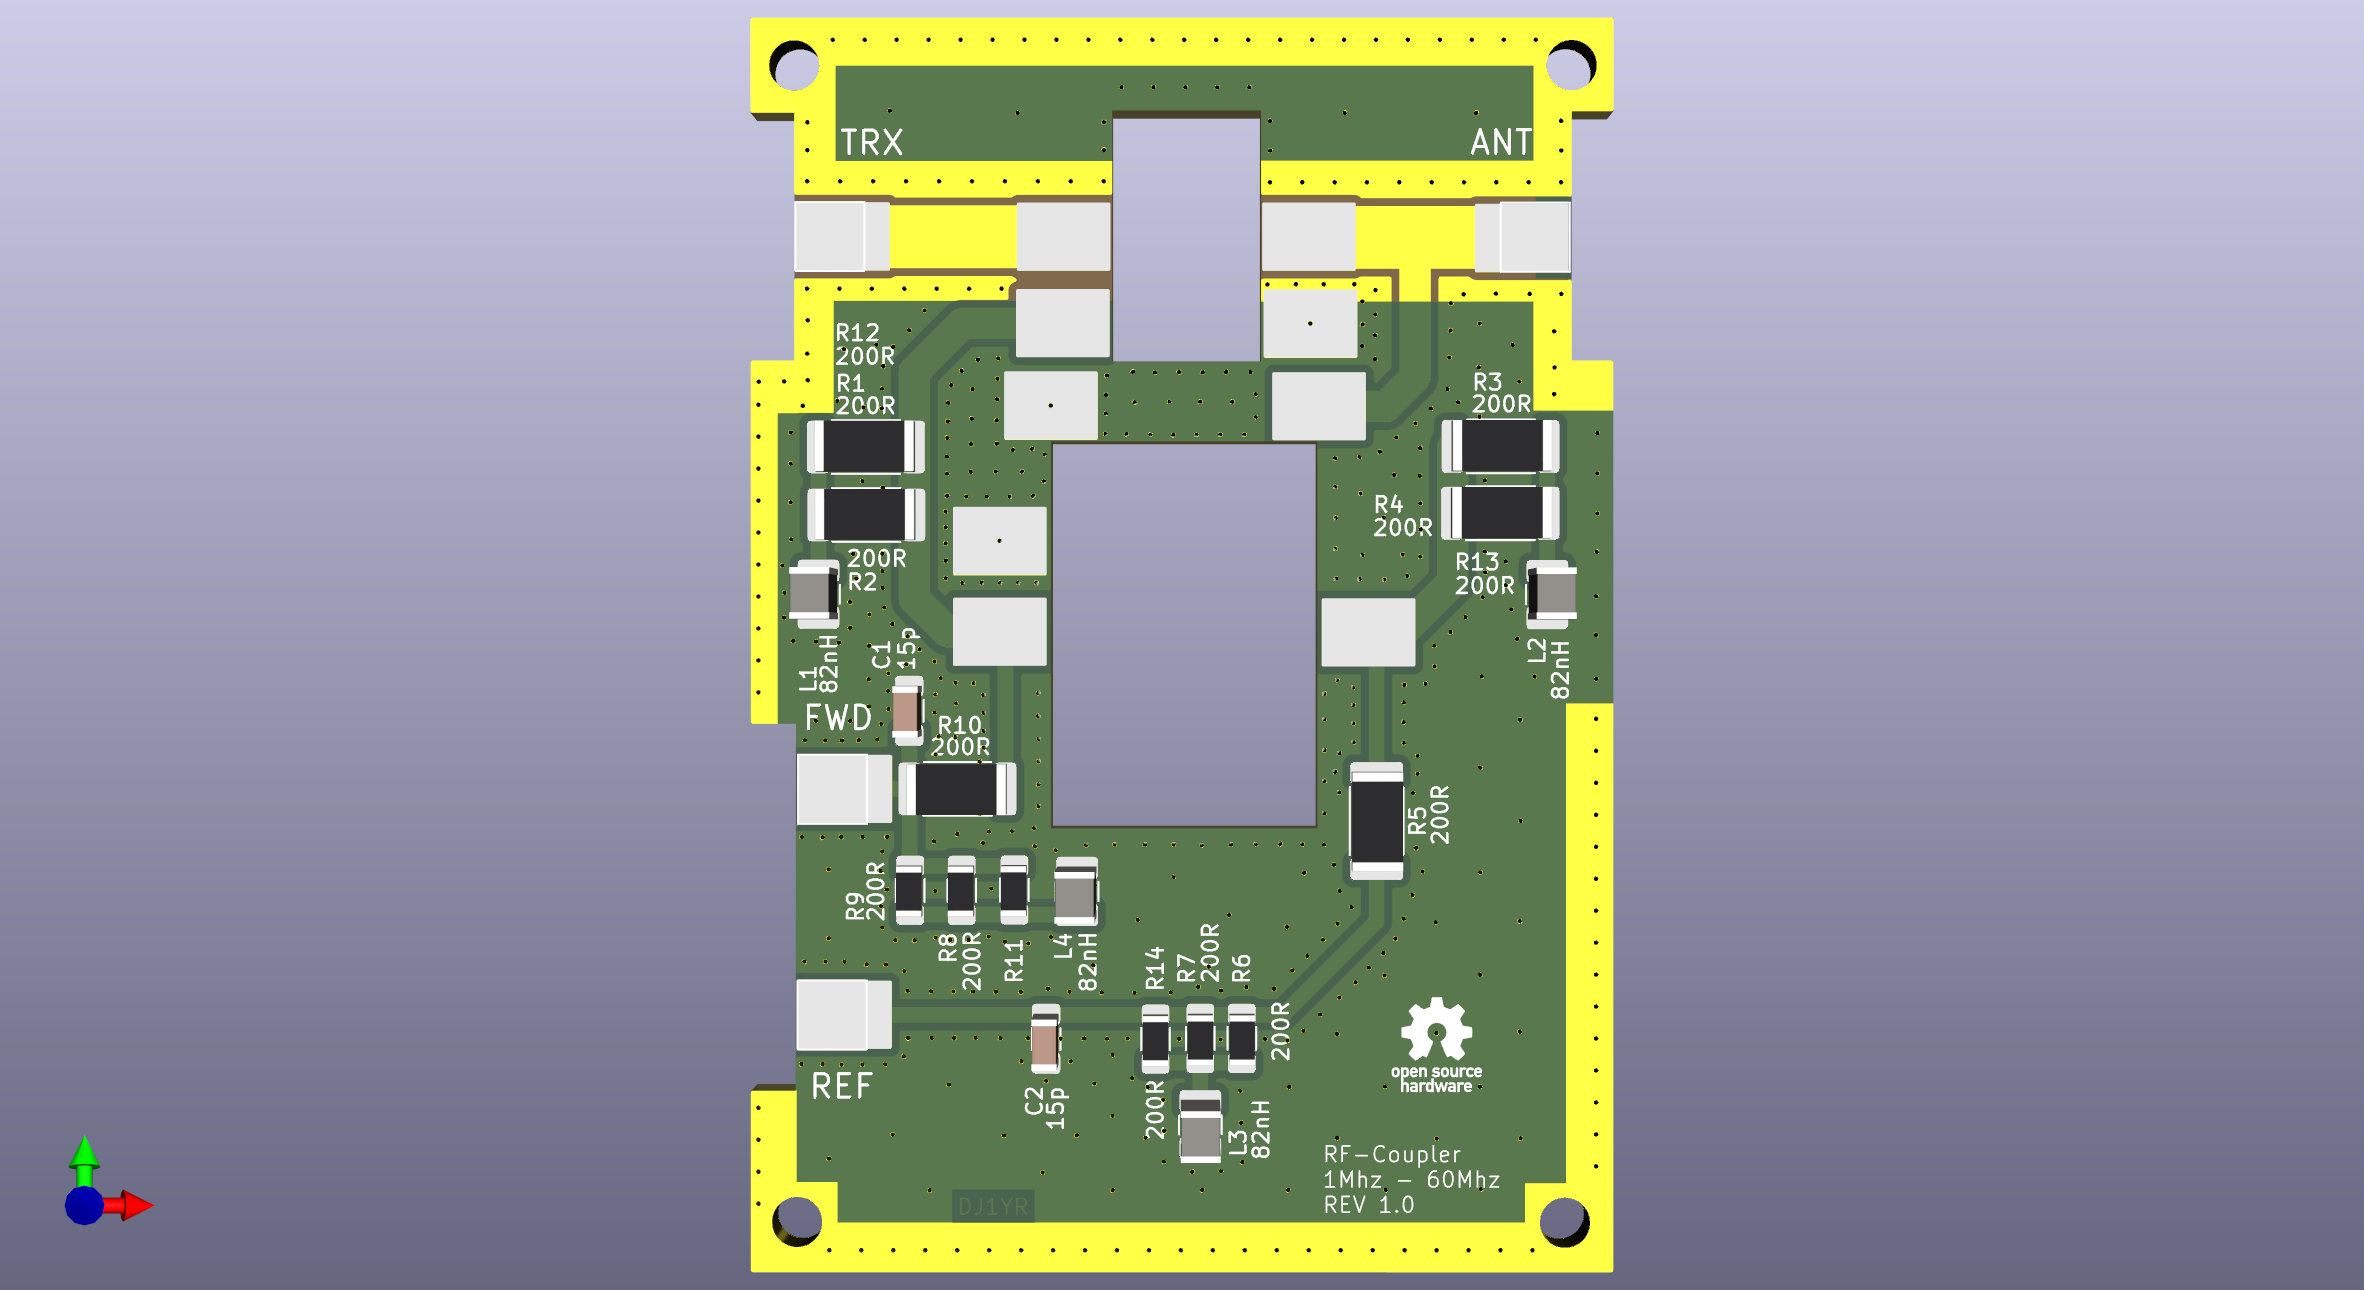 TRX
ANT
R12
200R
R1
200R
R3
200R
R4
200R
200R
R2
R13
200R
L1
82nH
C1
15p
L2
82nH
FWD
R10
200R
R5
200R
R9
200R
R8
200R
R11
L4
82nH
R14
R7
200R
R6
200R
REF
C2
15p
200R
L3
82nH
open source
hardware
RF-Coupler
1Mhz - 60Mhz
REV 1.0
DJ1YR